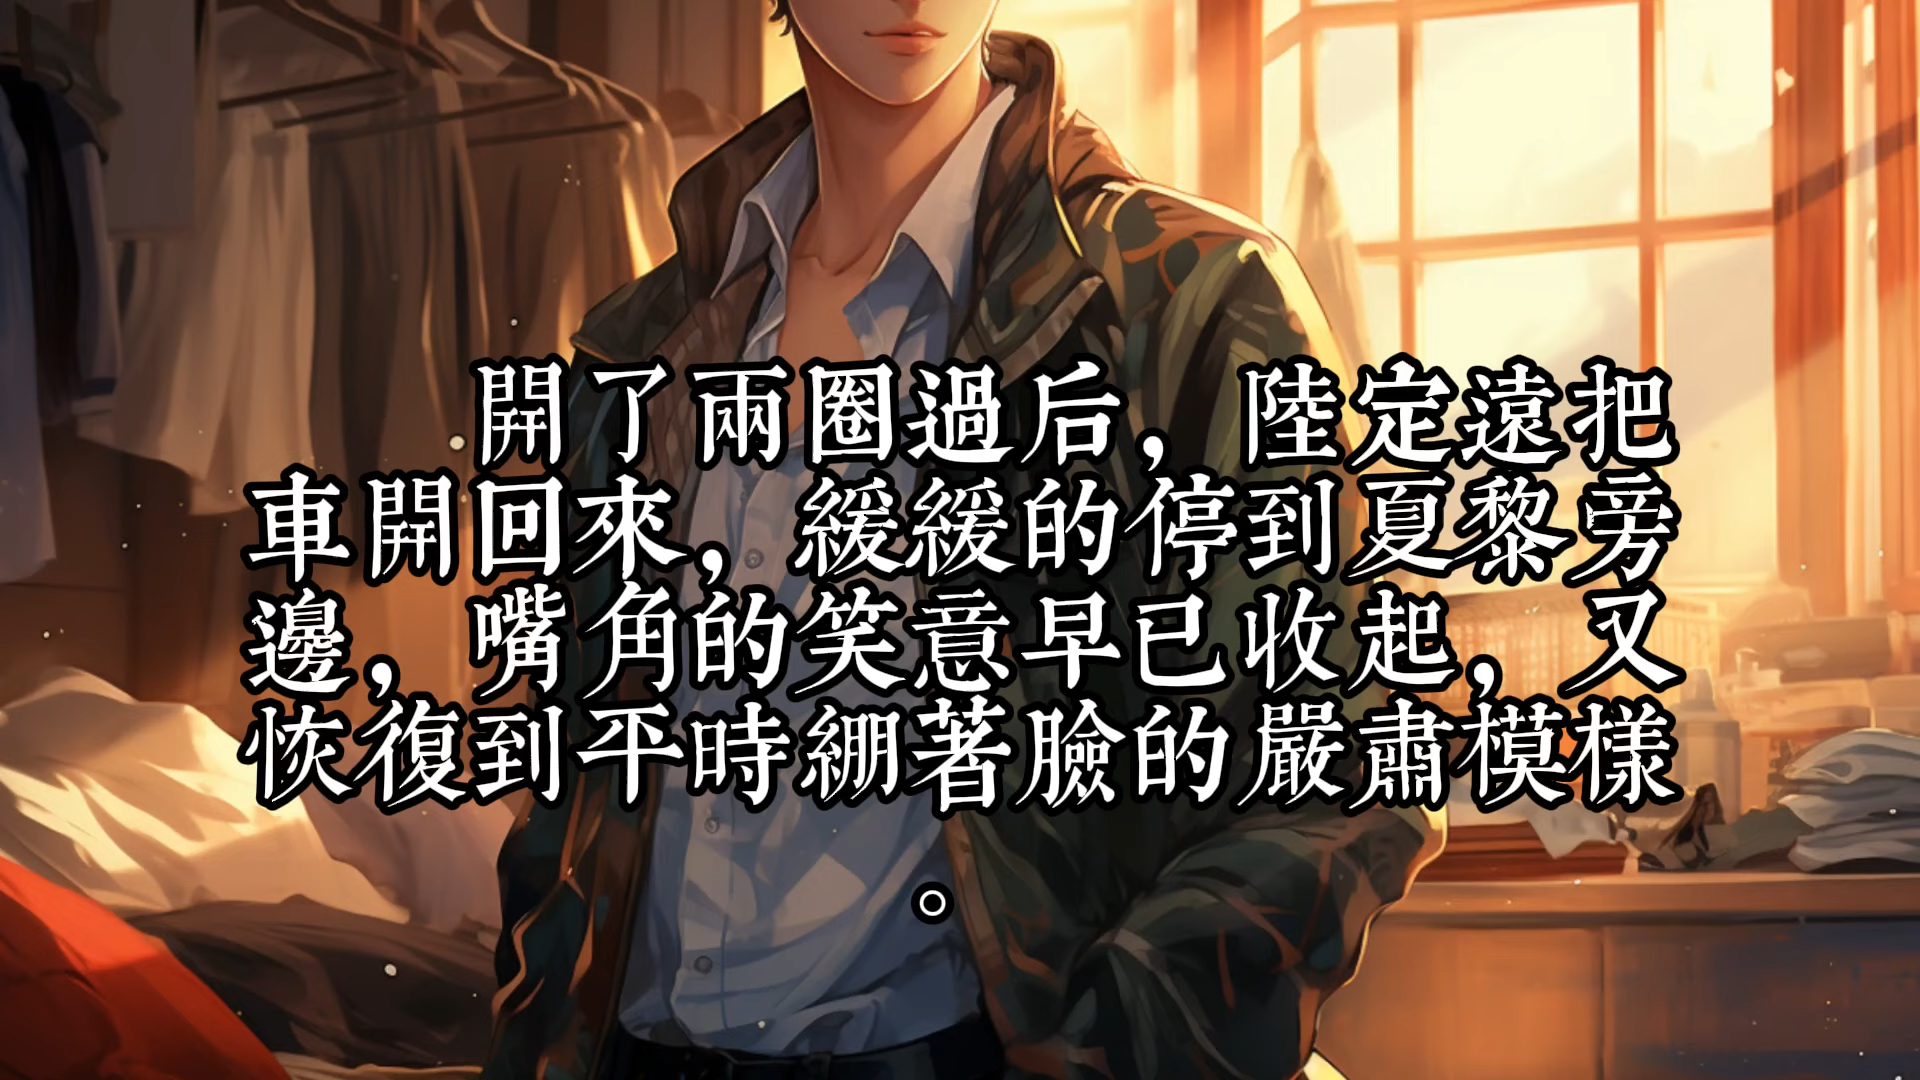 開了兩圈過后，陸定遠把
車開回來，緩緩的停到夏黎旁
邊，嘴角的笑意早已收起，又
恢復到平時繃著臉的嚴肅模樣
。